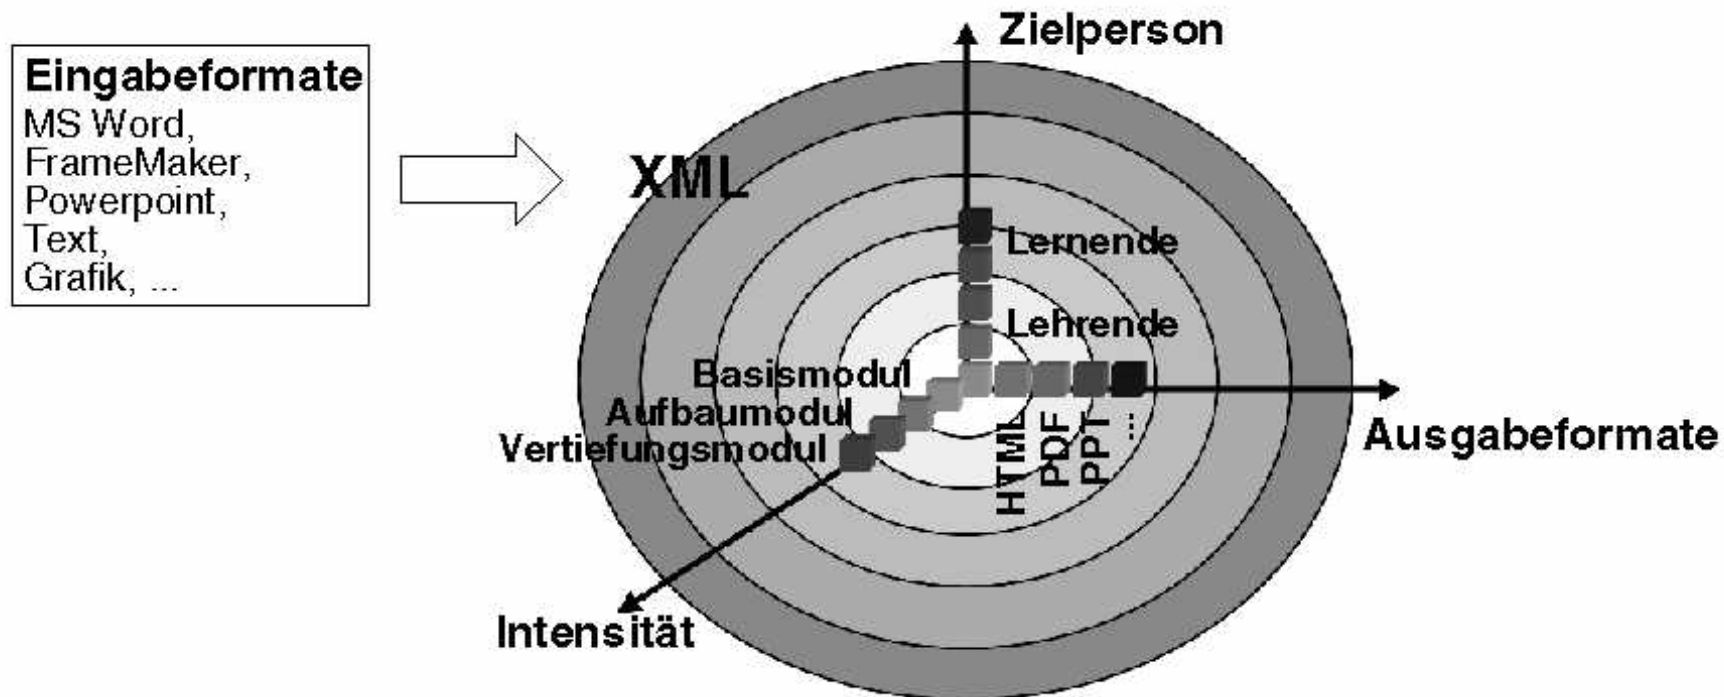 Eingabeformate
MS Word,
FrameMaker,
Powerpoint,
Text,
Grafik, ...
XML
Zielperson
Lernende
Lehrende
Basismodul
Aufbaumodul
Vertiefungsmodul
HTML
PDF
PPT
...
Ausgabeformate
Intensität